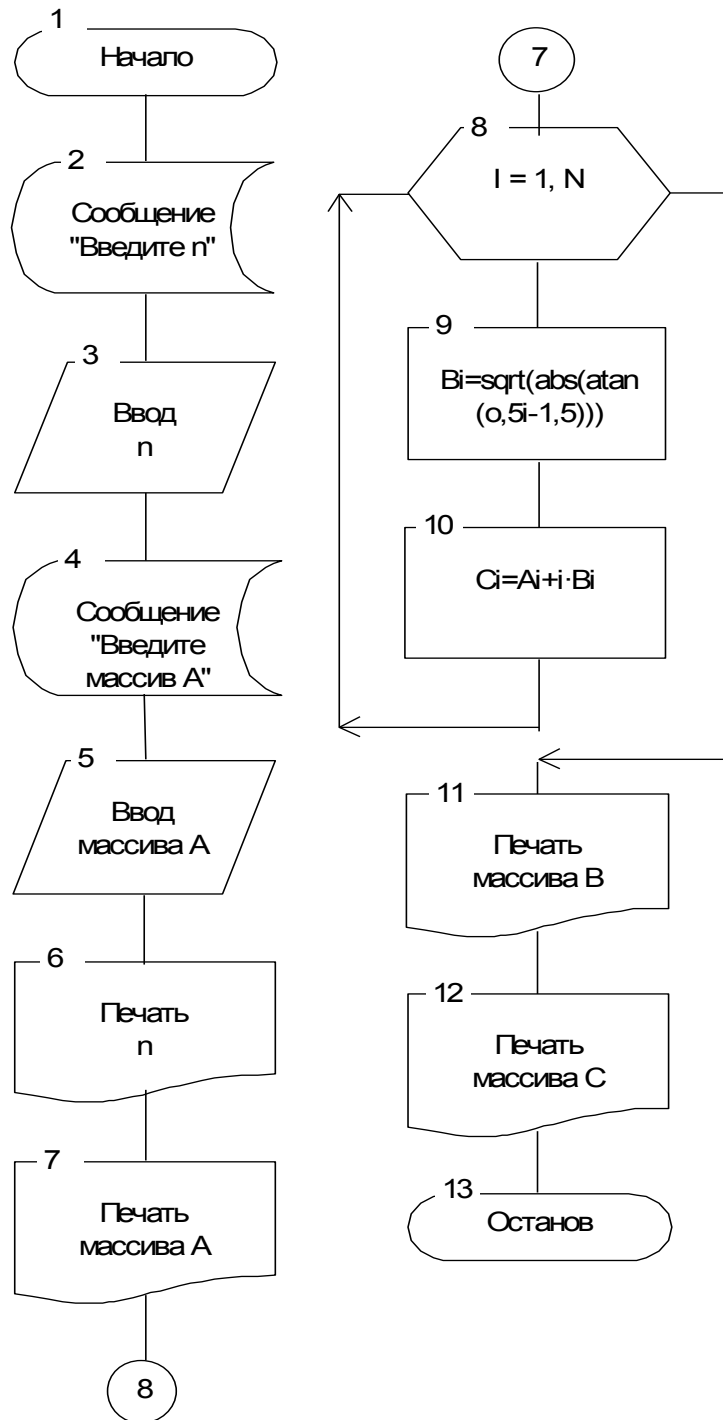 1
Начало
2
Сообщение
"Введите n"
3
Ввод
n
4
Сообщение
"Введите
массив А"
5
Ввод
массива А
6
Печать
n
7
Печать
массива А
8
7
8
I = 1, N
9
Bi=sqrt(abs(atan
(o,5i-1,5)))
10
Ci=Ai+i·Bi
11
Печать
массива В
12
Печать
массива С
13
Останов